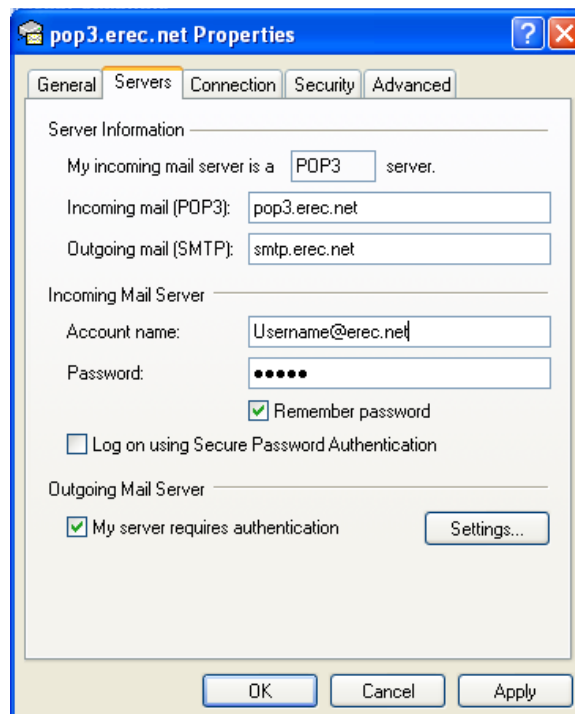 pop3.erec.net Properties
General Servers Connection Security Advanced
Server Information
My incoming mail server is a POP3 server.
Incoming mail (POP3): pop3.erec.net
Outgoing mail (SMTP): smtp.erec.net
Incoming Mail Server
Account name: Username@erec.net
Password: •••••
Remember password
Log on using Secure Password Authentication
Outgoing Mail Server
My server requires authentication Settings...
OK Cancel Apply